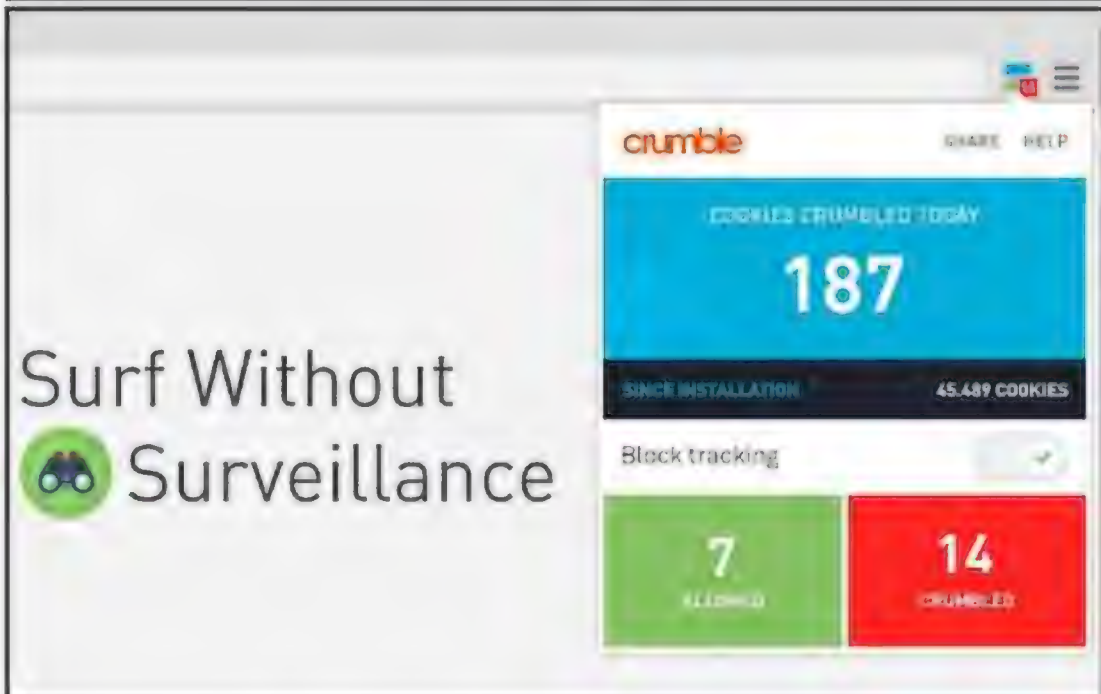 crumble
SHARE HELP
COOKIES CRUMBLED TODAY
187
SINCE INSTALLATION 45.489 COOKIES
Surf Without
Surveillance
Block tracking
7
ALLOWED
14
CRUMBLED